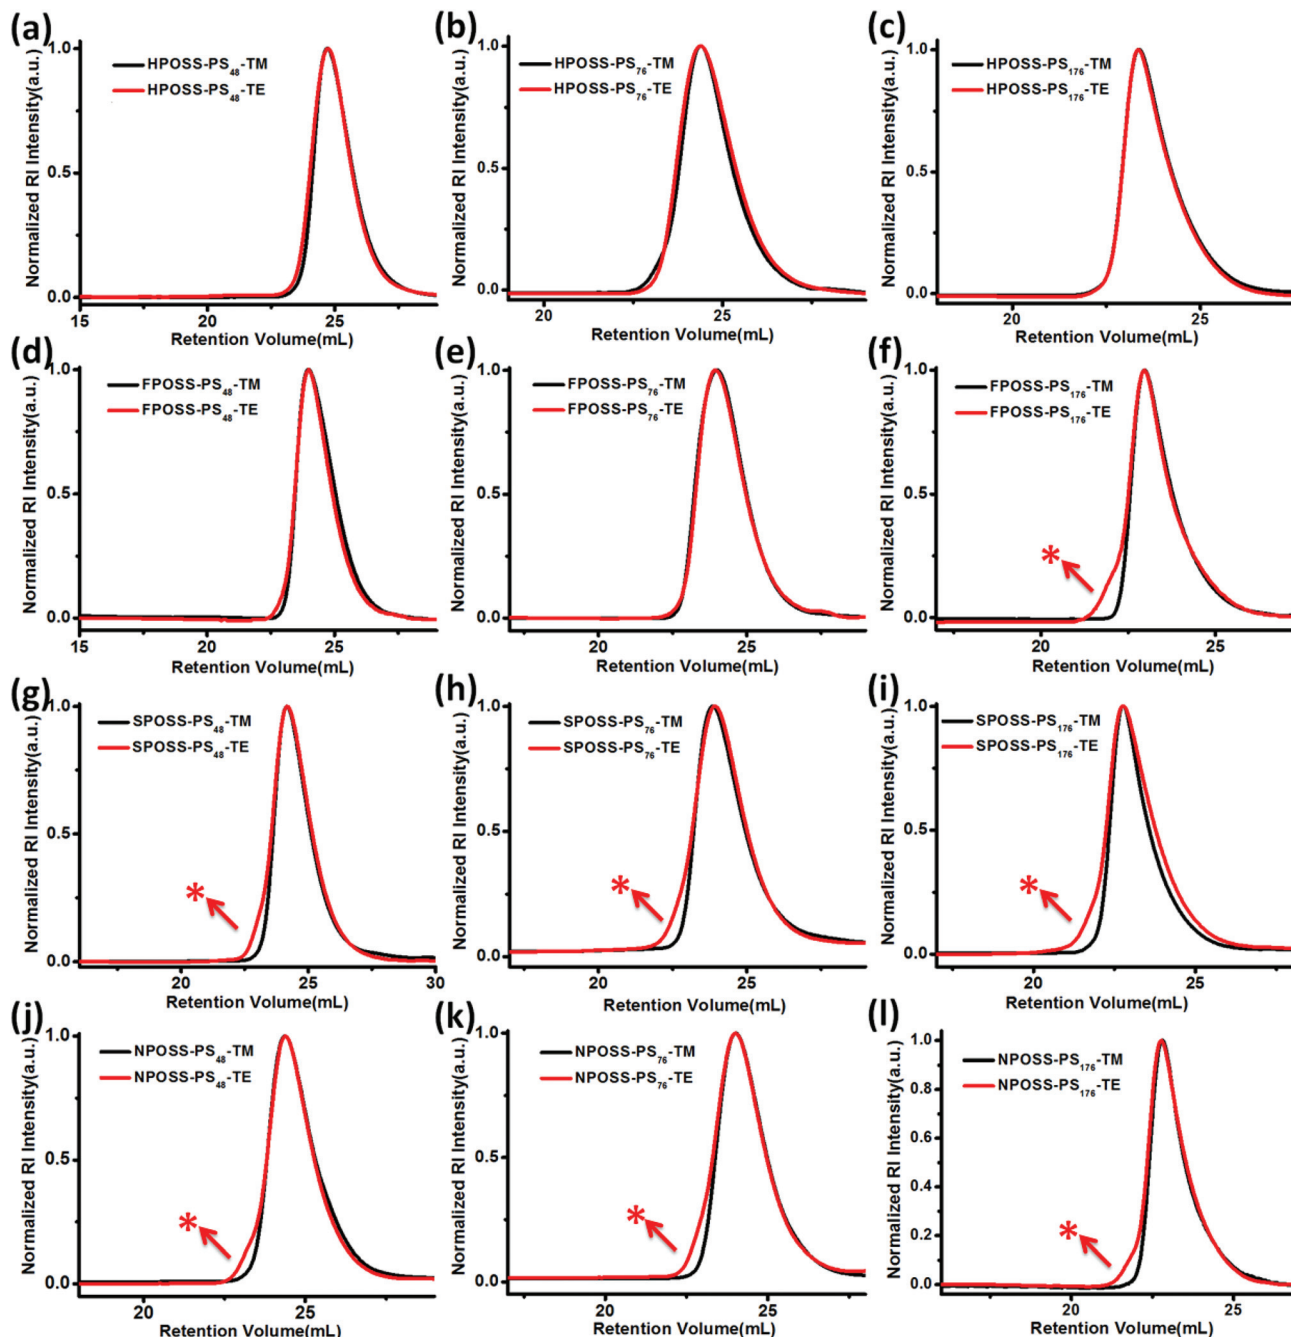 (a)
HPOSS-PS48-TM
HPOSS-PS48-TE
Normalized RI Intensity(a.u.)
1.0
0.5
0.0
15 20 25
Retention Volume(mL)
(b)
HPOSS-PS76-TM
HPOSS-PS76-TE
Normalized RI Intensity(a.u.)
1.0
0.5
0.0
20 25
Retention Volume(mL)
(c)
HPOSS-PS176-TM
HPOSS-PS176-TE
Normalized RI Intensity(a.u.)
1.0
0.5
0.0
20 25
Retention Volume(mL)
(d)
FPOSS-PS48-TM
FPOSS-PS48-TE
Normalized RI Intensity(a.u.)
1.0
0.5
0.0
15 20 25
Retention Volume(mL)
(e)
FPOSS-PS76-TM
FPOSS-PS76-TE
Normalized RI Intensity(a.u.)
1.0
0.5
0.0
20 25
Retention Volume(mL)
(f)
FPOSS-PS176-TM
FPOSS-PS176-TE
*
Normalized RI Intensity(a.u.)
1.0
0.5
0.0
20 25
Retention Volume(mL)
(g)
SPOSS-PS48-TM
SPOSS-PS48-TE
*
Normalized RI Intensity(a.u.)
1.0
0.5
0.0
20 25 30
Retention Volume(mL)
(h)
SPOSS-PS76-TM
SPOSS-PS76-TE
*
Normalized RI Intensity(a.u.)
1.0
0.5
0.0
20 25
Retention Volume(mL)
(i)
SPOSS-PS176-TM
SPOSS-PS176-TE
*
Normalized RI Intensity(a.u.)
1.0
0.5
0.0
20 25
Retention Volume(mL)
(j)
NPOSS-PS48-TM
NPOSS-PS48-TE
*
Normalized RI Intensity(a.u.)
1.0
0.5
0.0
20 25
Retention Volume(mL)
(k)
NPOSS-PS76-TM
NPOSS-PS76-TE
*
Normalized RI Intensity(a.u.)
1.0
0.5
0.0
20 25
Retention Volume(mL)
(l)
NPOSS-PS176-TM
NPOSS-PS176-TE
*
Normalized RI Intensity(a.u.)
1.0
0.8
0.6
0.4
0.2
0.0
20 25
Retention Volume(mL)